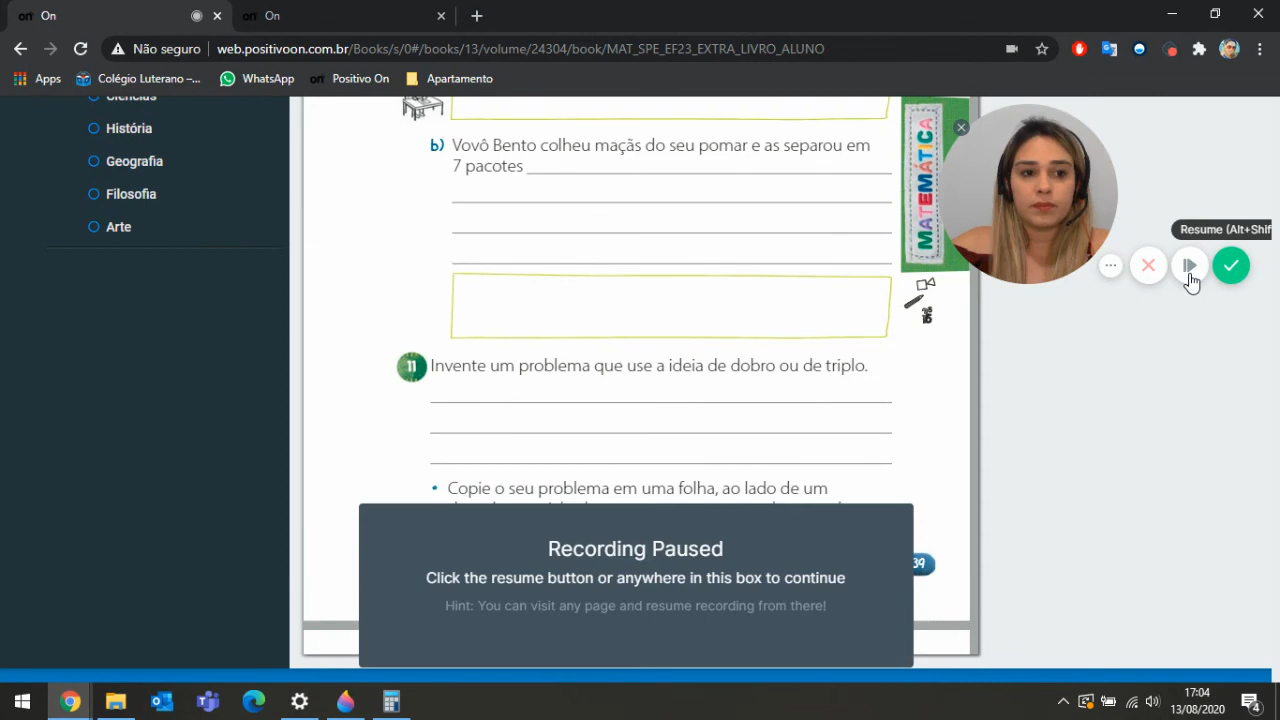 On
On
Não seguro
web.positivoon.com.br/Books/s/0#/books/13/volume/24304/book/MAT_SPE_EF23_EXTRA_LIVRO_ALUNO
Apps
Colégio Luterano –...
WhatsApp
on Positivo On
Apartamento
Ciências
História
Geografia
Filosofia
Arte
b) Vovô Bento colheu maçãs do seu pomar e as separou em
7 pacotes
MATEMÁTICA
Resume (Alt+Shif
11 Invente um problema que use a ideia de dobro ou de triplo.
• Copie o seu problema em uma folha, ao lado de um
39
Recording Paused
Click the resume button or anywhere in this box to continue
Hint: You can visit any page and resume recording from there!
17:04
13/08/2020
4